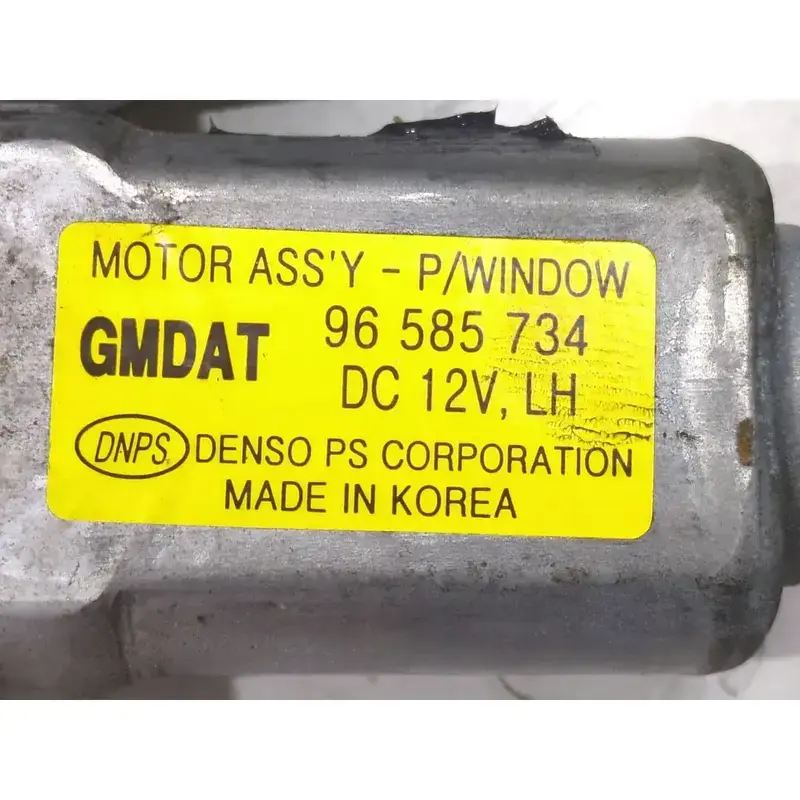 MOTOR ASS'Y - P/WINDOW
GMDAT 96 585 734
DC 12V, LH
DNPS DENSO PS CORPORATION
MADE IN KOREA